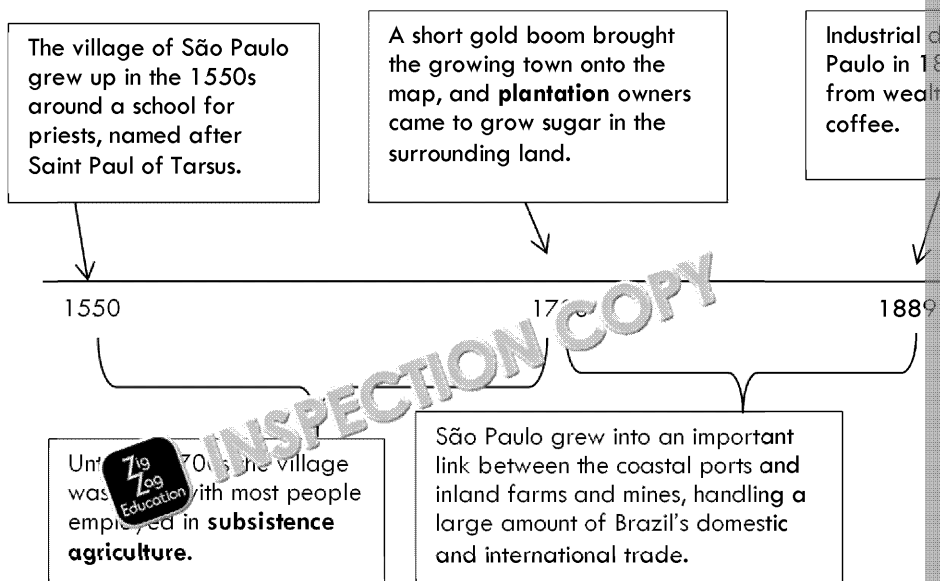 The village of São Paulo
grew up in the 1550s
around a school for
priests, named after
Saint Paul of Tarsus.
A short gold boom brought
the growing town onto the
map, and plantation owners
came to grow sugar in the
surrounding land.
Industrial
Paulo in
from
coffee.
1550
1889
INSPECTION COPY
the village
was with most people
in subsistence
agriculture.
Zig
Zag
Education
São Paulo grew into an important
link between the coastal ports and
inland farms and mines, handling a
large amount of Brazil's domestic
and international trade.